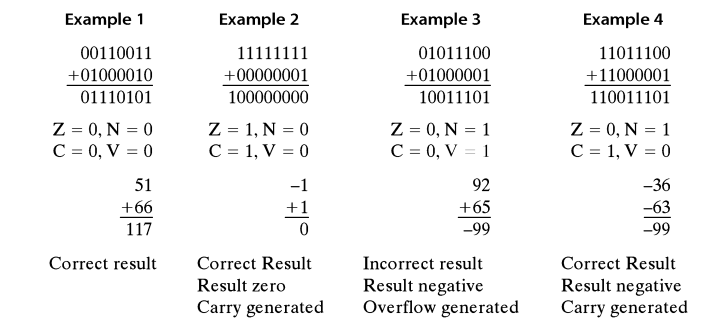 Example 1
00110011
+01000010
01110101
Z = 0, N = 0
C = 0, V = 0
51
+66
117
Correct result
Example 2
11111111
+00000001
100000000
Z = 1, N = 0
C = 1, V = 0
–1
+1
0
Correct Result
Result zero
Carry generated
Example 3
01011100
+01000001
10011101
Z = 0, N = 1
C = 0, V = 1
92
+65
–99
Incorrect result
Result negative
Overflow generated
Example 4
11011100
+11000001
110011101
Z = 0, N = 1
C = 1, V = 0
–36
–63
–99
Correct Result
Result negative
Carry generated